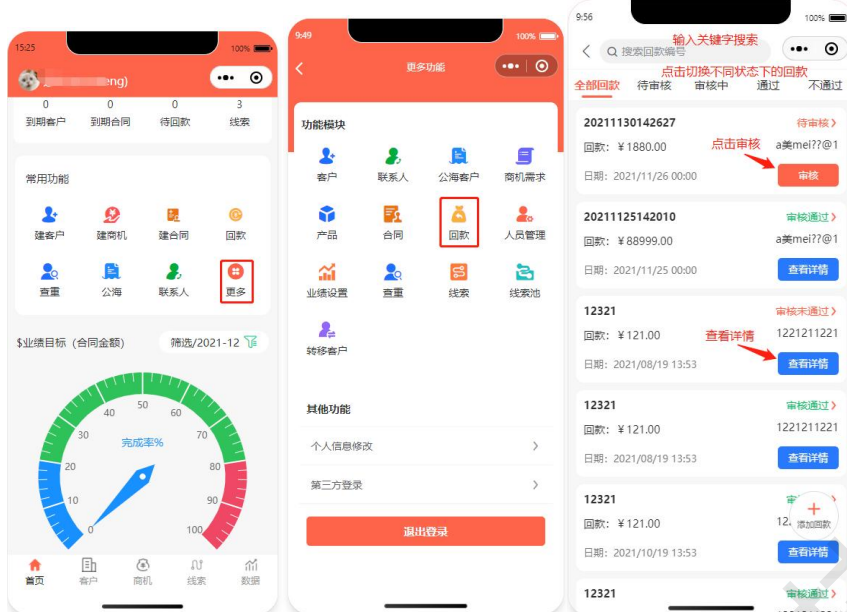 15:25
100%
eng)
0 0 0 3
到期客户 到期合同 待回款 线索
常用功能
建客户 建商机 建合同 回款
查重 公海 联系人 更多
$业绩目标（合同金额） 筛选/2021-12
0
10
20
30
40
50
60
70
80
90
100
完成率%
首页 客户 商机 线索 数据
9:49
100%
更多功能
功能模块
客户 联系人 公海客户 商机需求
产品 合同 回款 人员管理
业绩设置 查重 线索 线索池
转移客户
其他功能
个人信息修改
第三方登录
退出登录
9:56
100%
输入关键字搜索
搜索回款编号
点击切换不同状态下的回款
全部回款 待审核 审核中 通过 不通过
20211130142627 待审核
回款：￥1880.00 点击审核 a美mei??@1
日期：2021/11/26 00:00 审核
20211125142010 审核通过
回款：￥88999.00 a美mei??@1
日期：2021/11/25 00:00 查看详情
12321 审核未通过
回款：￥121.00 查看详情 1221211221
日期：2021/08/19 13:53 查看详情
12321 审核通过
回款：￥121.00 1221211221
日期：2021/08/19 13:53 查看详情
12321
回款：￥121.00 12. 添加回款
日期：2021/10/19 13:53 查看详情
12321 审核通过